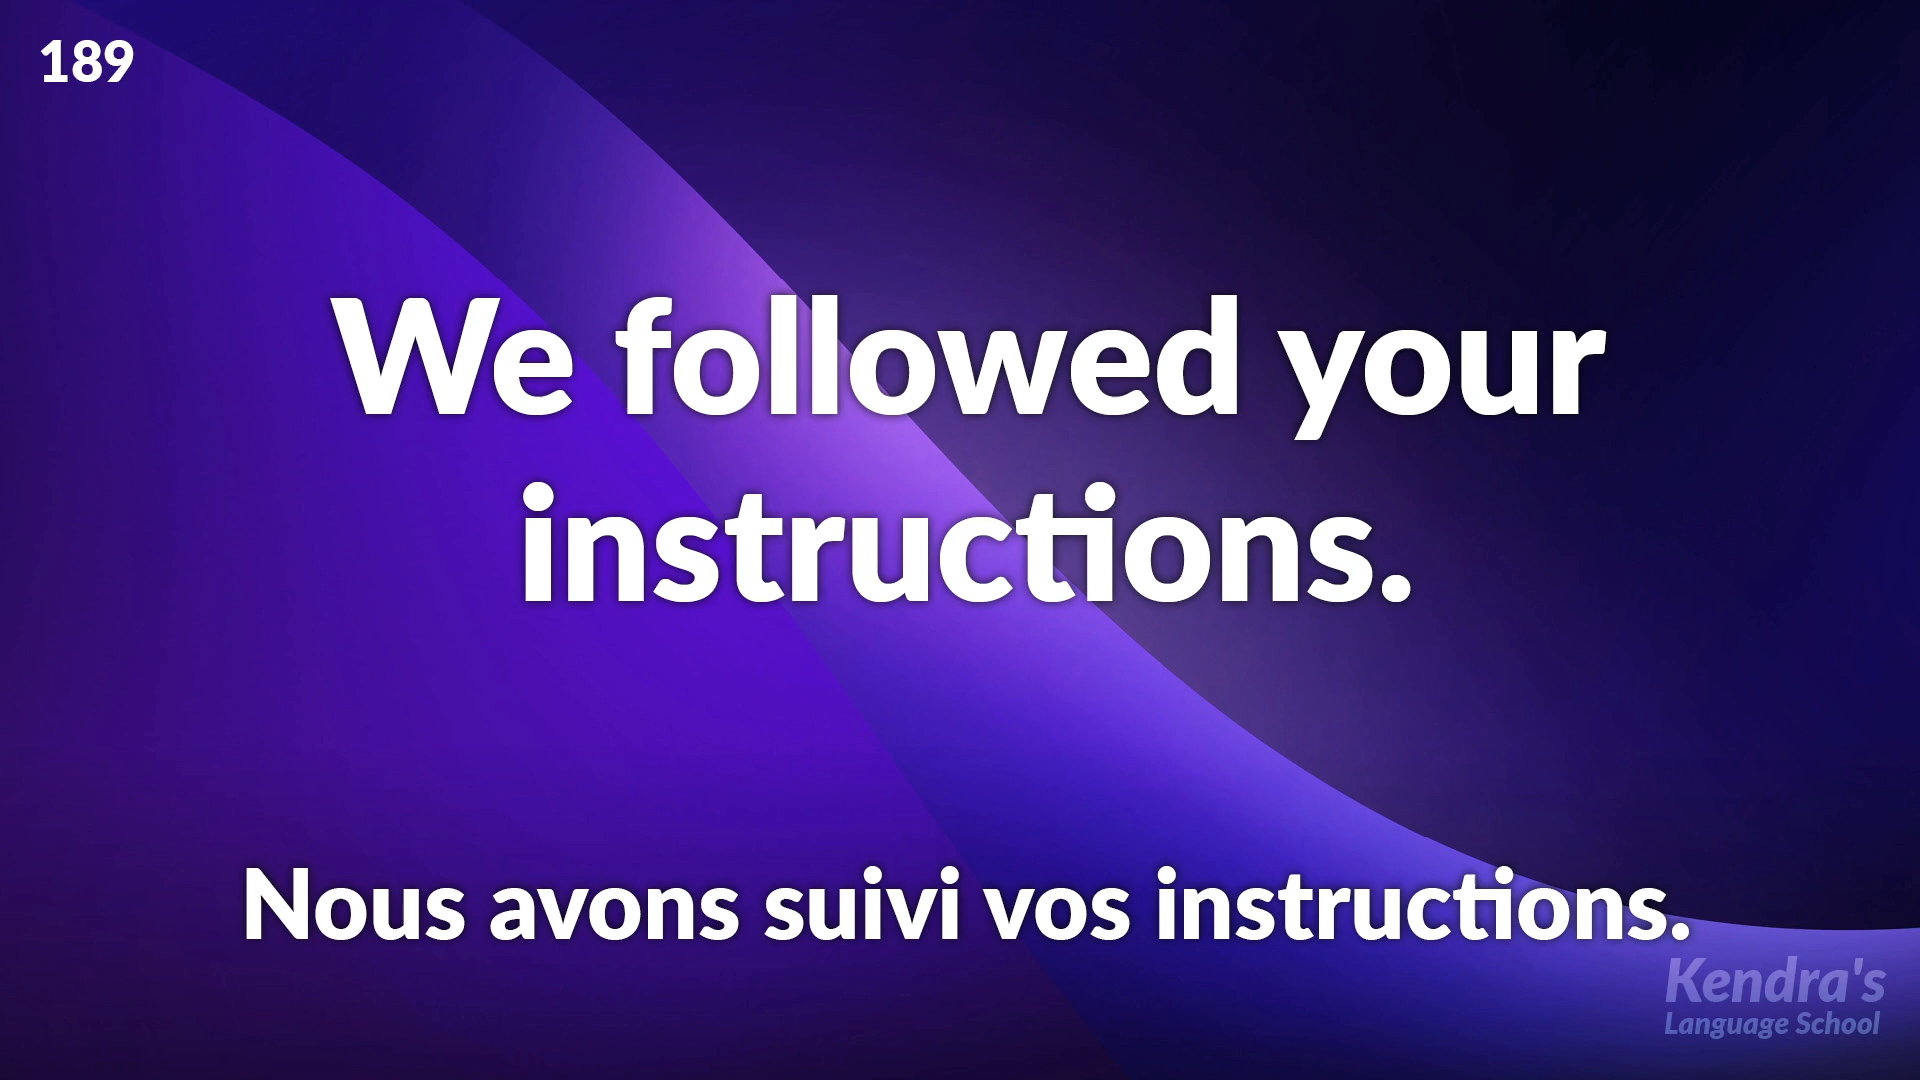 189
We followed your
instructions.
Nous avons suivi vos instructions.
Kendra's
Language School